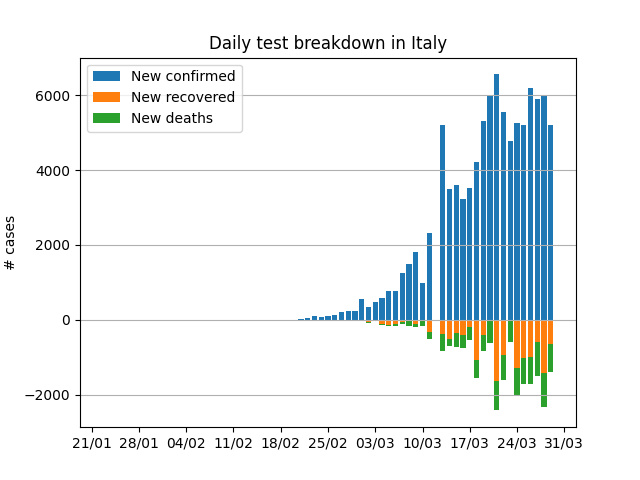 Daily test breakdown in Italy
New confirmed
New recovered
New deaths
# cases
6000
4000
2000
0
−2000
21/01 28/01 04/02 11/02 18/02 25/02 03/03 10/03 17/03 24/03 31/03